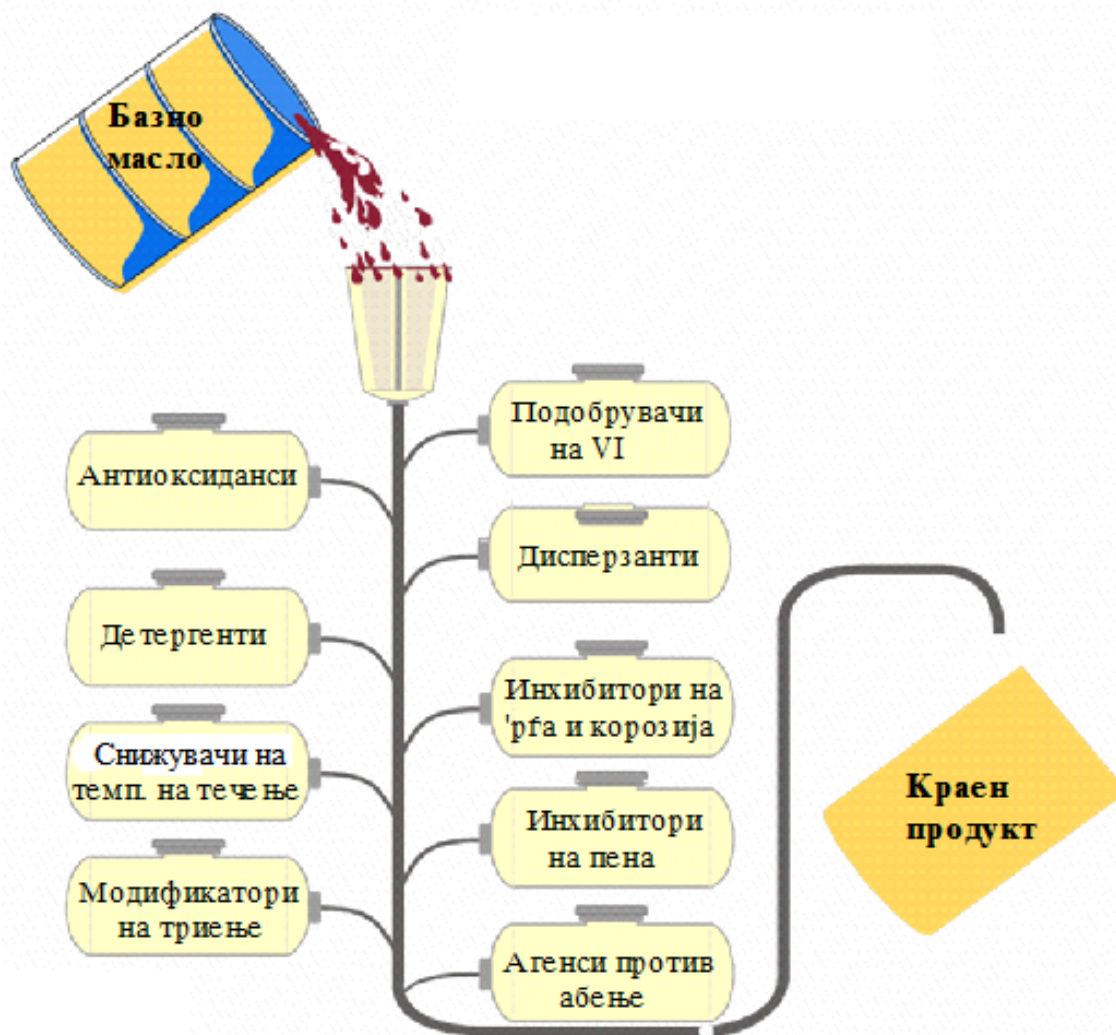 Базно
масло
Подобрувачи
на VI
Антиоксиданси
Дисперзанти
Детергенти
Инхибитори на
'рѓа и корозија
Снижувачи на
темп. на течење
Инхибитори
на пена
Модификатори
на триење
Агенси против
абење
Краен
продукт